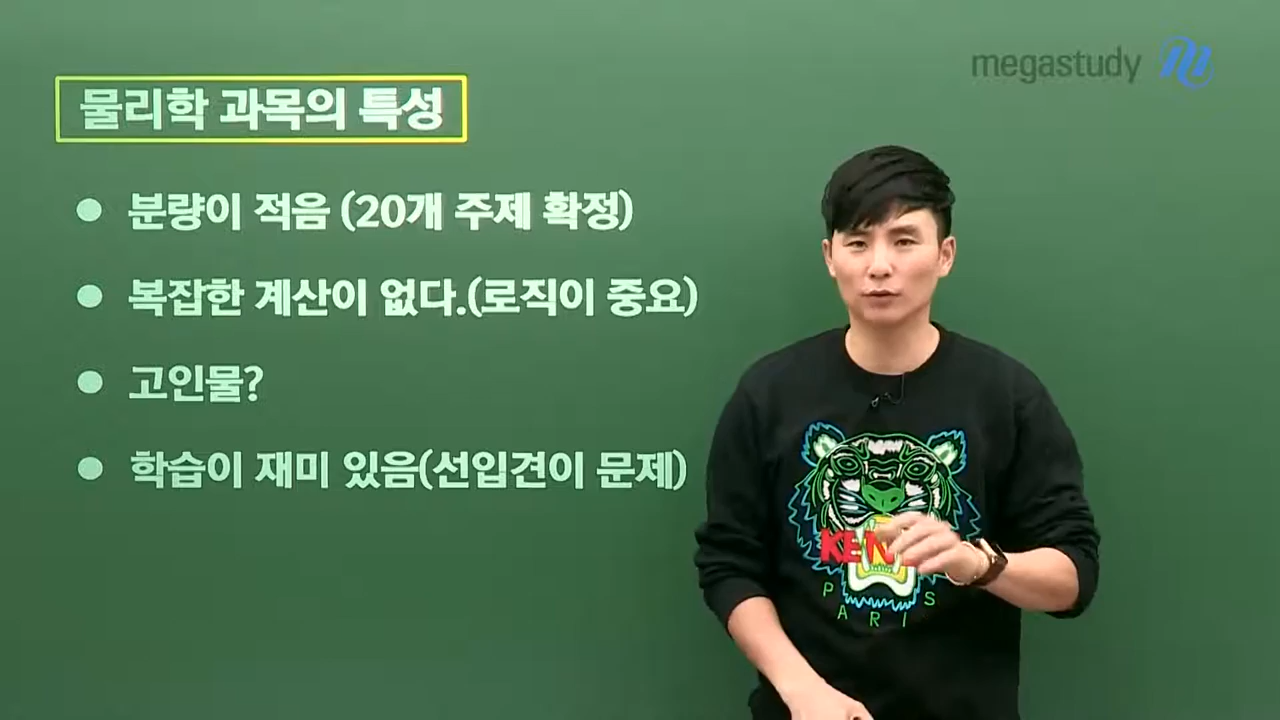 megastudy
물리학 과목의 특성
● 분량이 적음 (20개 주제 확정)
● 복잡한 계산이 없다.(로직이 중요)
● 고인물?
● 학습이 재미 있음(선입견이 문제)
KEN
P S
PARI